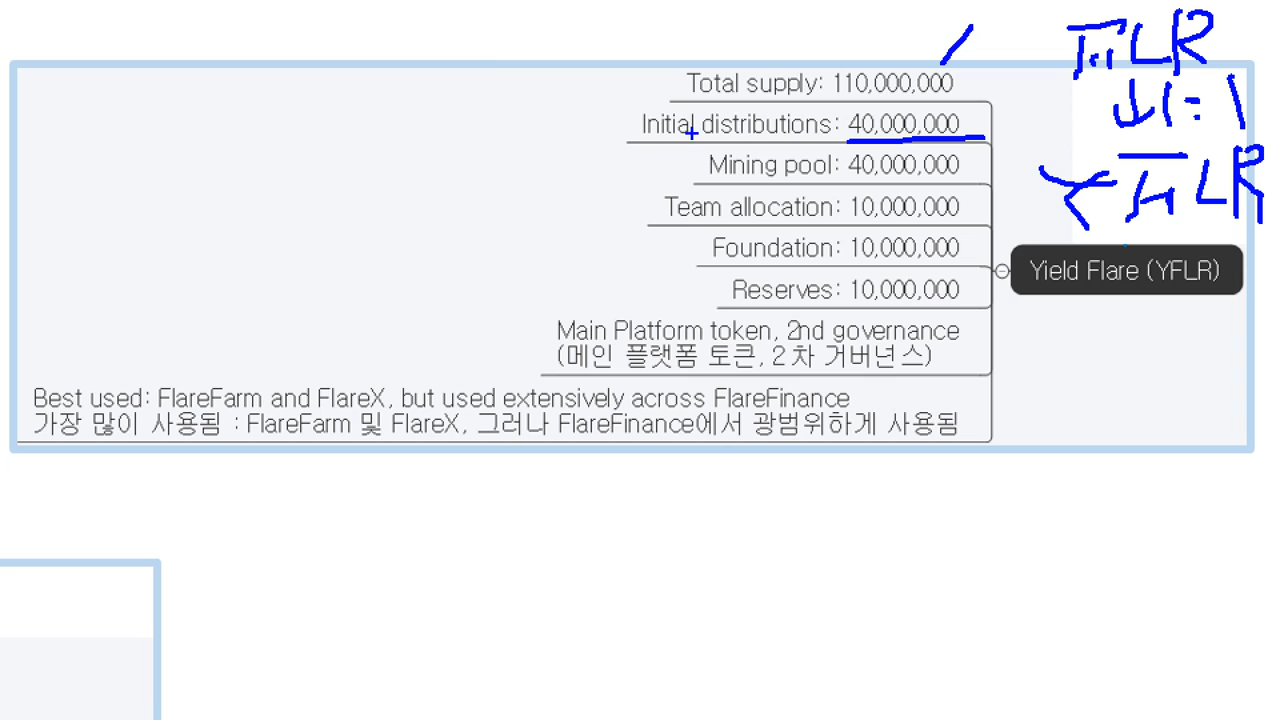 Total supply: 110,000,000
Initial distributions: 40,000,000
Mining pool: 40,000,000
Team allocation: 10,000,000
Foundation: 10,000,000
Reserves: 10,000,000
Main Platform token, 2nd governance
(메인 플랫폼 토큰, 2차 거버넌스)
Best used: FlareFarm and FlareX, but used extensively across FlareFinance
가장 많이 사용됨 : FlareFarm 및 FlareX, 그러나 FlareFinance에서 광범위하게 사용됨
Yield Flare (YFLR)
FLR
YFLR